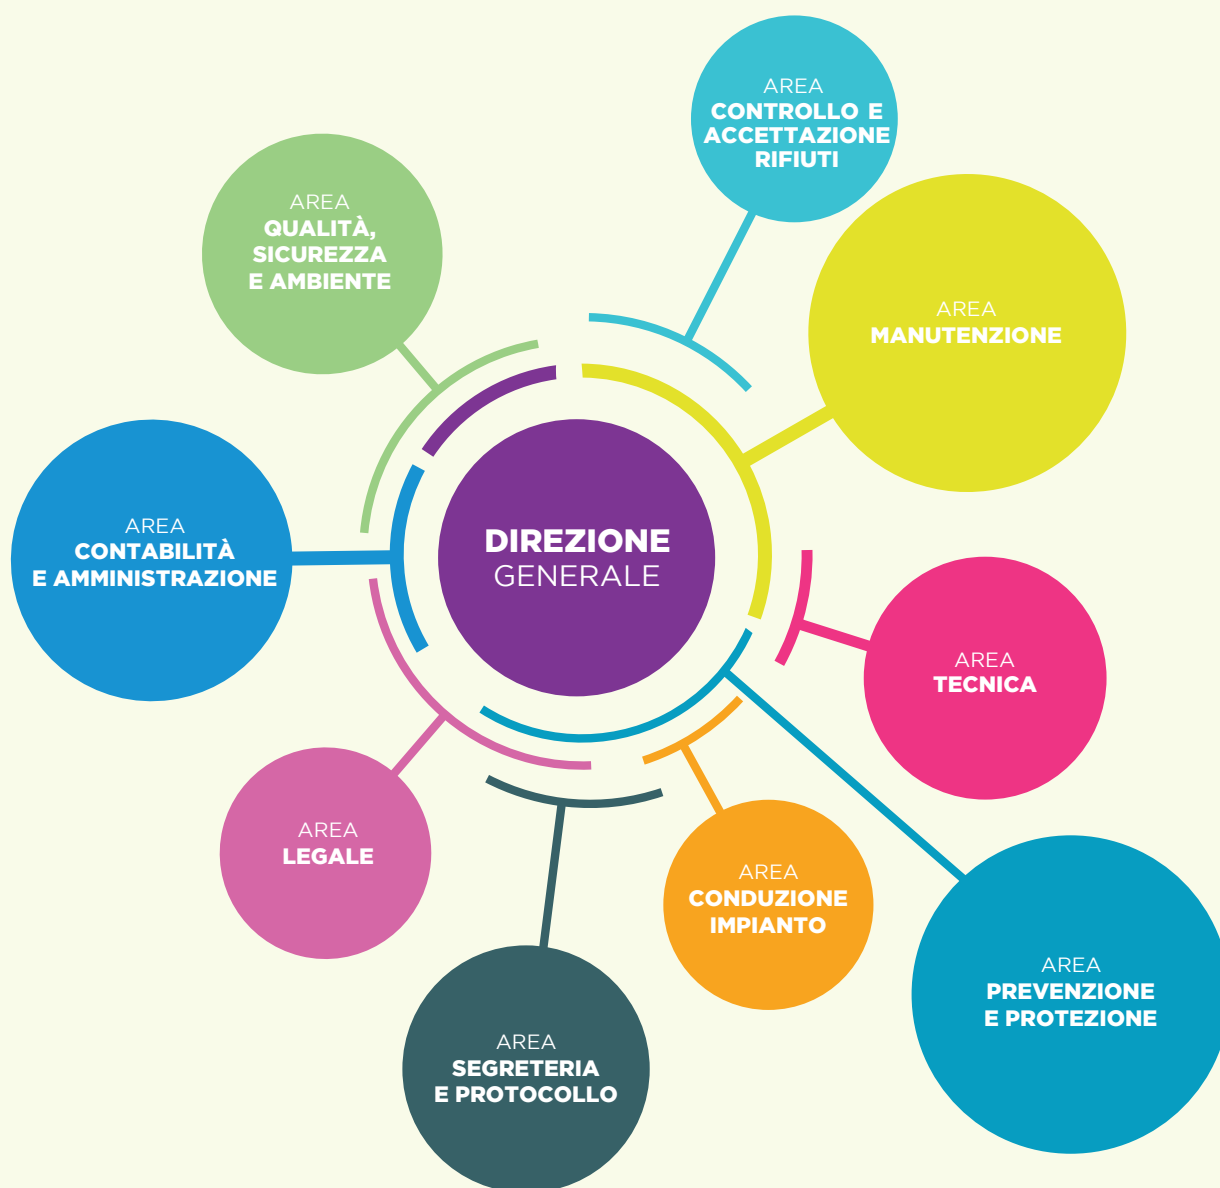 AREA
CONTROLLO E
ACCETTAZIONE
RIFIUTI
AREA
QUALITÀ,
SICUREZZA
E AMBIENTE
AREA
MANUTENZIONE
AREA
CONTABILITÀ
E AMMINISTRAZIONE
DIREZIONE
GENERALE
AREA
TECNICA
AREA
LEGALE
AREA
CONDUZIONE
IMPIANTO
AREA
PREVENZIONE
E PROTEZIONE
AREA
SEGRETERIA
E PROTOCOLLO